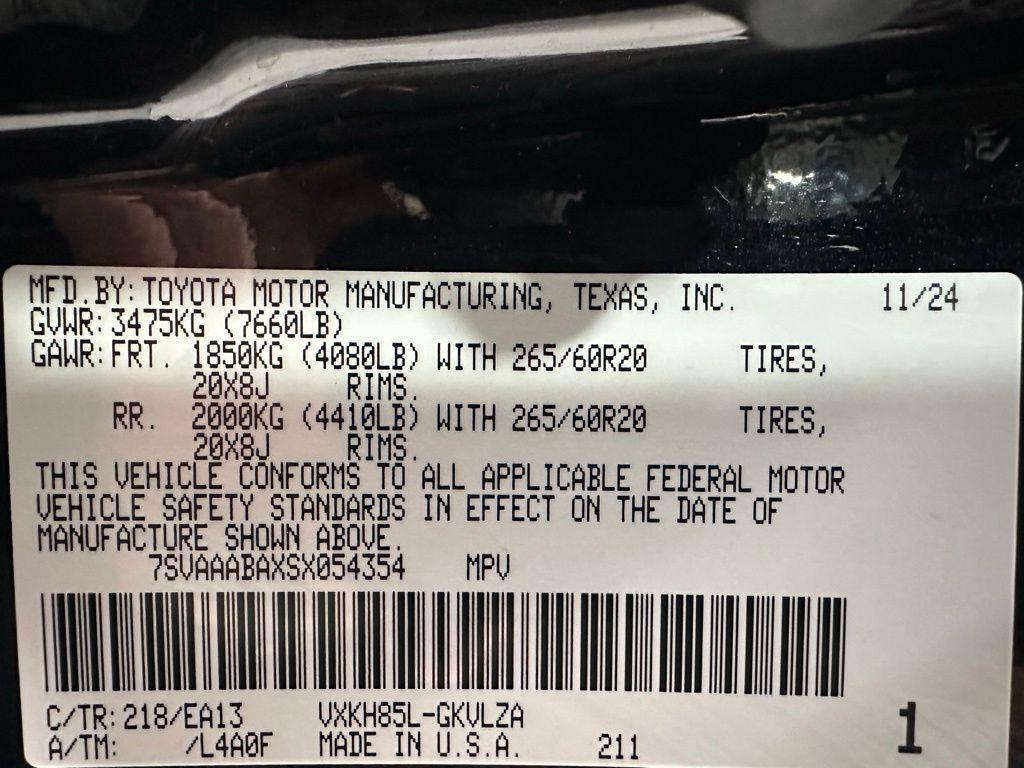 MFD.BY: TOYOTA MOTOR MANUFACTURING, TEXAS, INC. 11/24
GVWR: 3475KG (7660LB)
GAWR: FRT. 1850KG (4080LB) WITH 265/60R20 TIRES,
20X8J RIMS.
RR. 2000KG (4410LB) WITH 265/60R20 TIRES,
20X8J RIMS.
THIS VEHICLE CONFORMS TO ALL APPLICABLE FEDERAL MOTOR
VEHICLE SAFETY STANDARDS IN EFFECT ON THE DATE OF
MANUFACTURE SHOWN ABOVE.
7SVAAABAXSX054354 MPV
C/TR: 218/EA13 VXKH85L-GKVLZA 1
A/TM: /L4A0F MADE IN U.S.A. 211